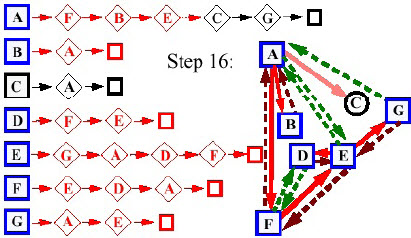 A F B E C G
B A
Step 16:
C A
D F E
E G A D F
F E D A
G A E
A
C
G
B
D E
F